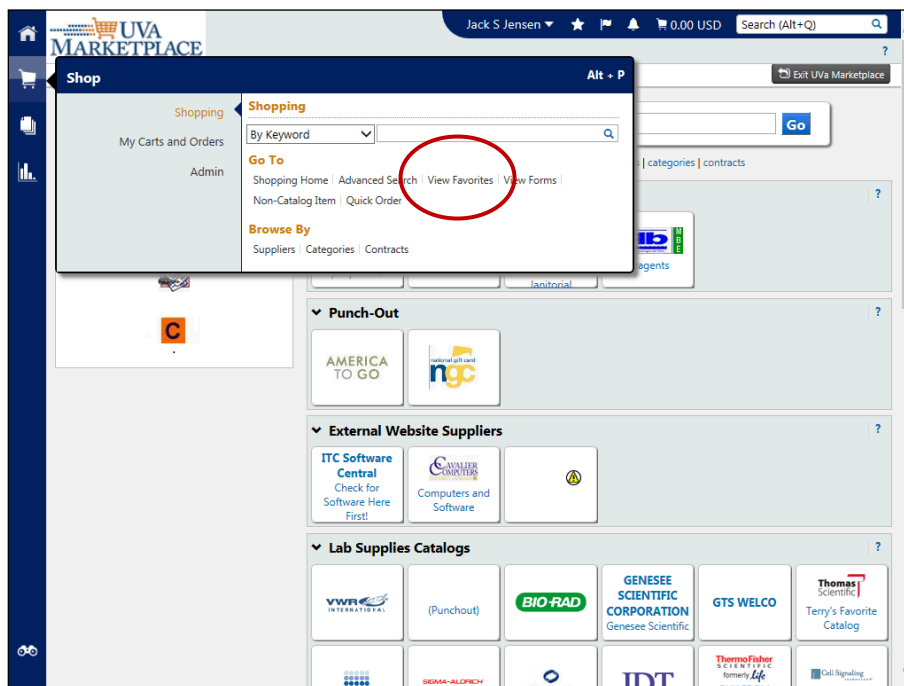 UVA
MARKETPLACE
Jack S Jensen
0.00 USD
Search (Alt+Q)
?
Exit UVa Marketplace
Shop
Alt + P
Shopping
My Carts and Orders
Admin
Shopping
By Keyword
Go To
Shopping Home | Advanced Search | View Favorites | View Forms |
Non-Catalog Item | Quick Order
Browse By
Suppliers | Categories | Contracts
Go
| categories | contracts
?
MBE
Janitorial
C
Punch-Out
?
AMERICA
TO GO
national gift card
ngc
External Website Suppliers
?
ITC Software
Central
Check for
Software Here
First!
CAVALIER
COMPUTERS
Computers and
Software
Lab Supplies Catalogs
?
VWR
INTERNATIONAL
(Punchout)
BIO-RAD
GENESEE
SCIENTIFIC
CORPORATION
Genesee Scientific
GTS WELCO
Thomas
Scientific
Terry's Favorite
Catalog
SIGMA-ALDRICH
IDT
ThermoFisher
SCIENTIFIC
formerly life
Cell Signaling